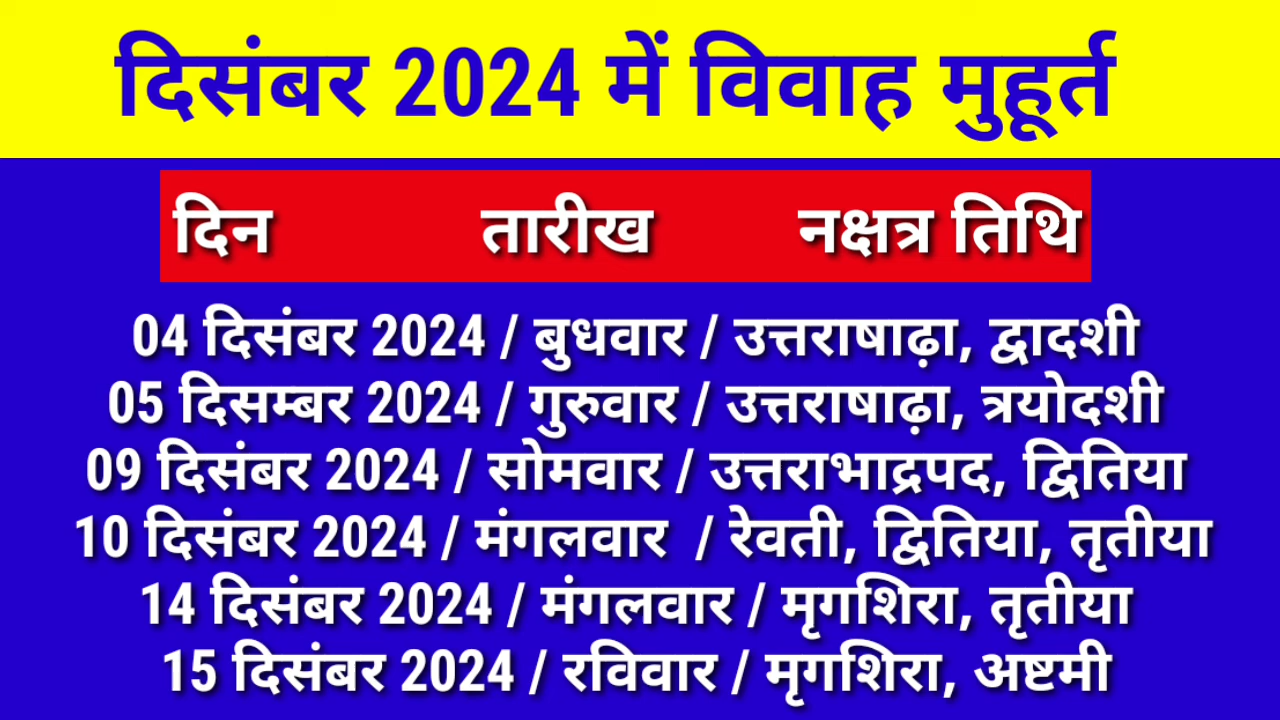 दिसंबर 2024 में विवाह मुहूर्त
दिन तारीख नक्षत्र तिथि
04 दिसंबर 2024 / बुधवार / उत्तराषाढ़ा, द्वादशी
05 दिसम्बर 2024 / गुरुवार / उत्तराषाढ़ा, त्रयोदशी
09 दिसंबर 2024 / सोमवार / उत्तराभाद्रपद, द्वितिया
10 दिसंबर 2024 / मंगलवार / रेवती, द्वितिया, तृतीया
14 दिसंबर 2024 / मंगलवार / मृगशिरा, तृतीया
15 दिसंबर 2024 / रविवार / मृगशिरा, अष्टमी